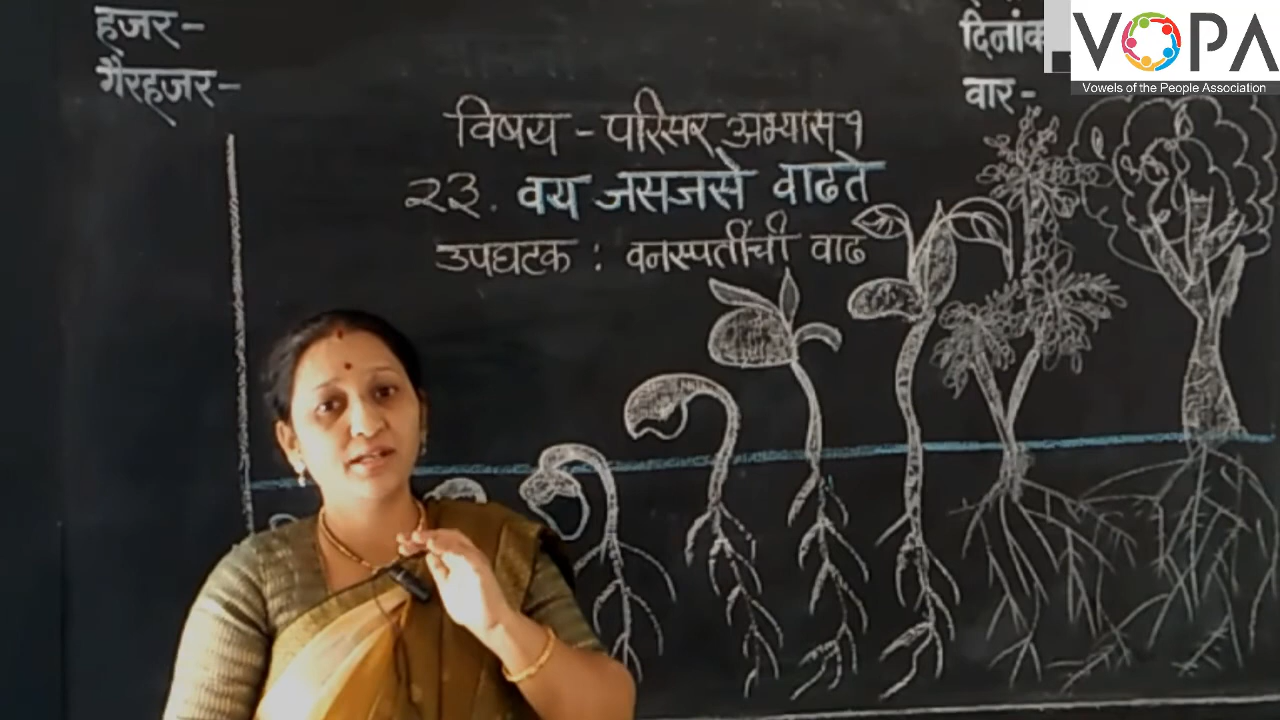 हजर -
गैरहजर -
दिनांक
वार -
VOPA
Vowels of the People Association
विषय - परिसर अभ्यास १
२३. वय जसजसे वाढते
उपघटक : वनस्पतींची वाढ